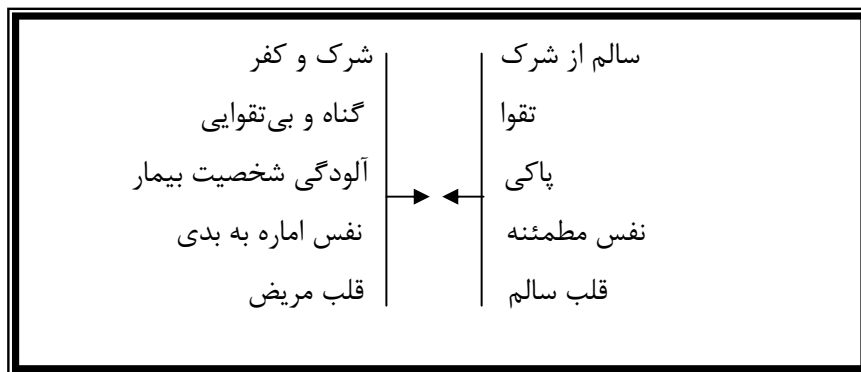 سالم از شرک شرک و کفر
تقوا گناه و بی‌تقوایی
پاکی آلودگی شخصیت بیمار
نفس مطمئنه نفس اماره به بدی
قلب سالم قلب مریض